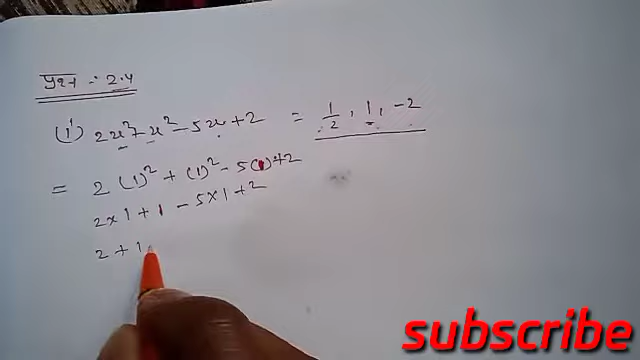 प्रश्न :- 2.4
(i) 2x³+x²-5x+2 = 1/2, 1, -2
= 2(1)²+(1)²-5(1)+2
2×1+1-5×1+2
2+1
subscribe